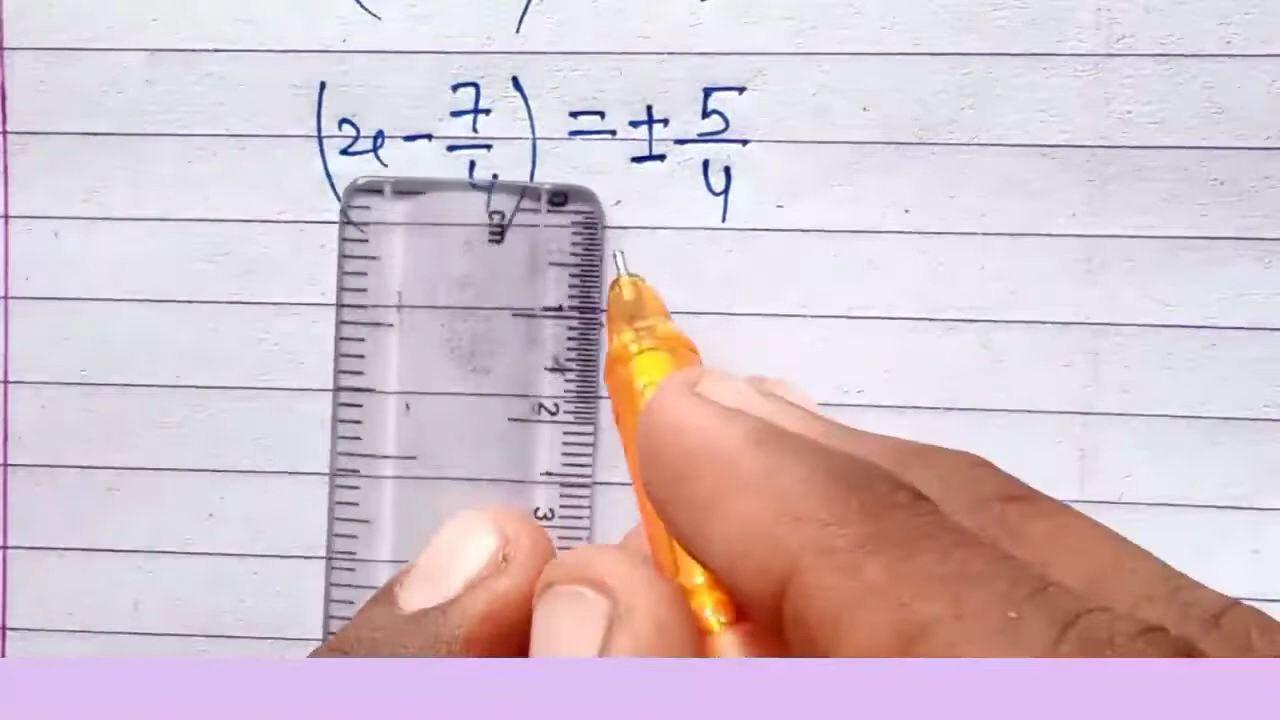 (x - 7/4) = ± 5/4
0
cm
1
2
3